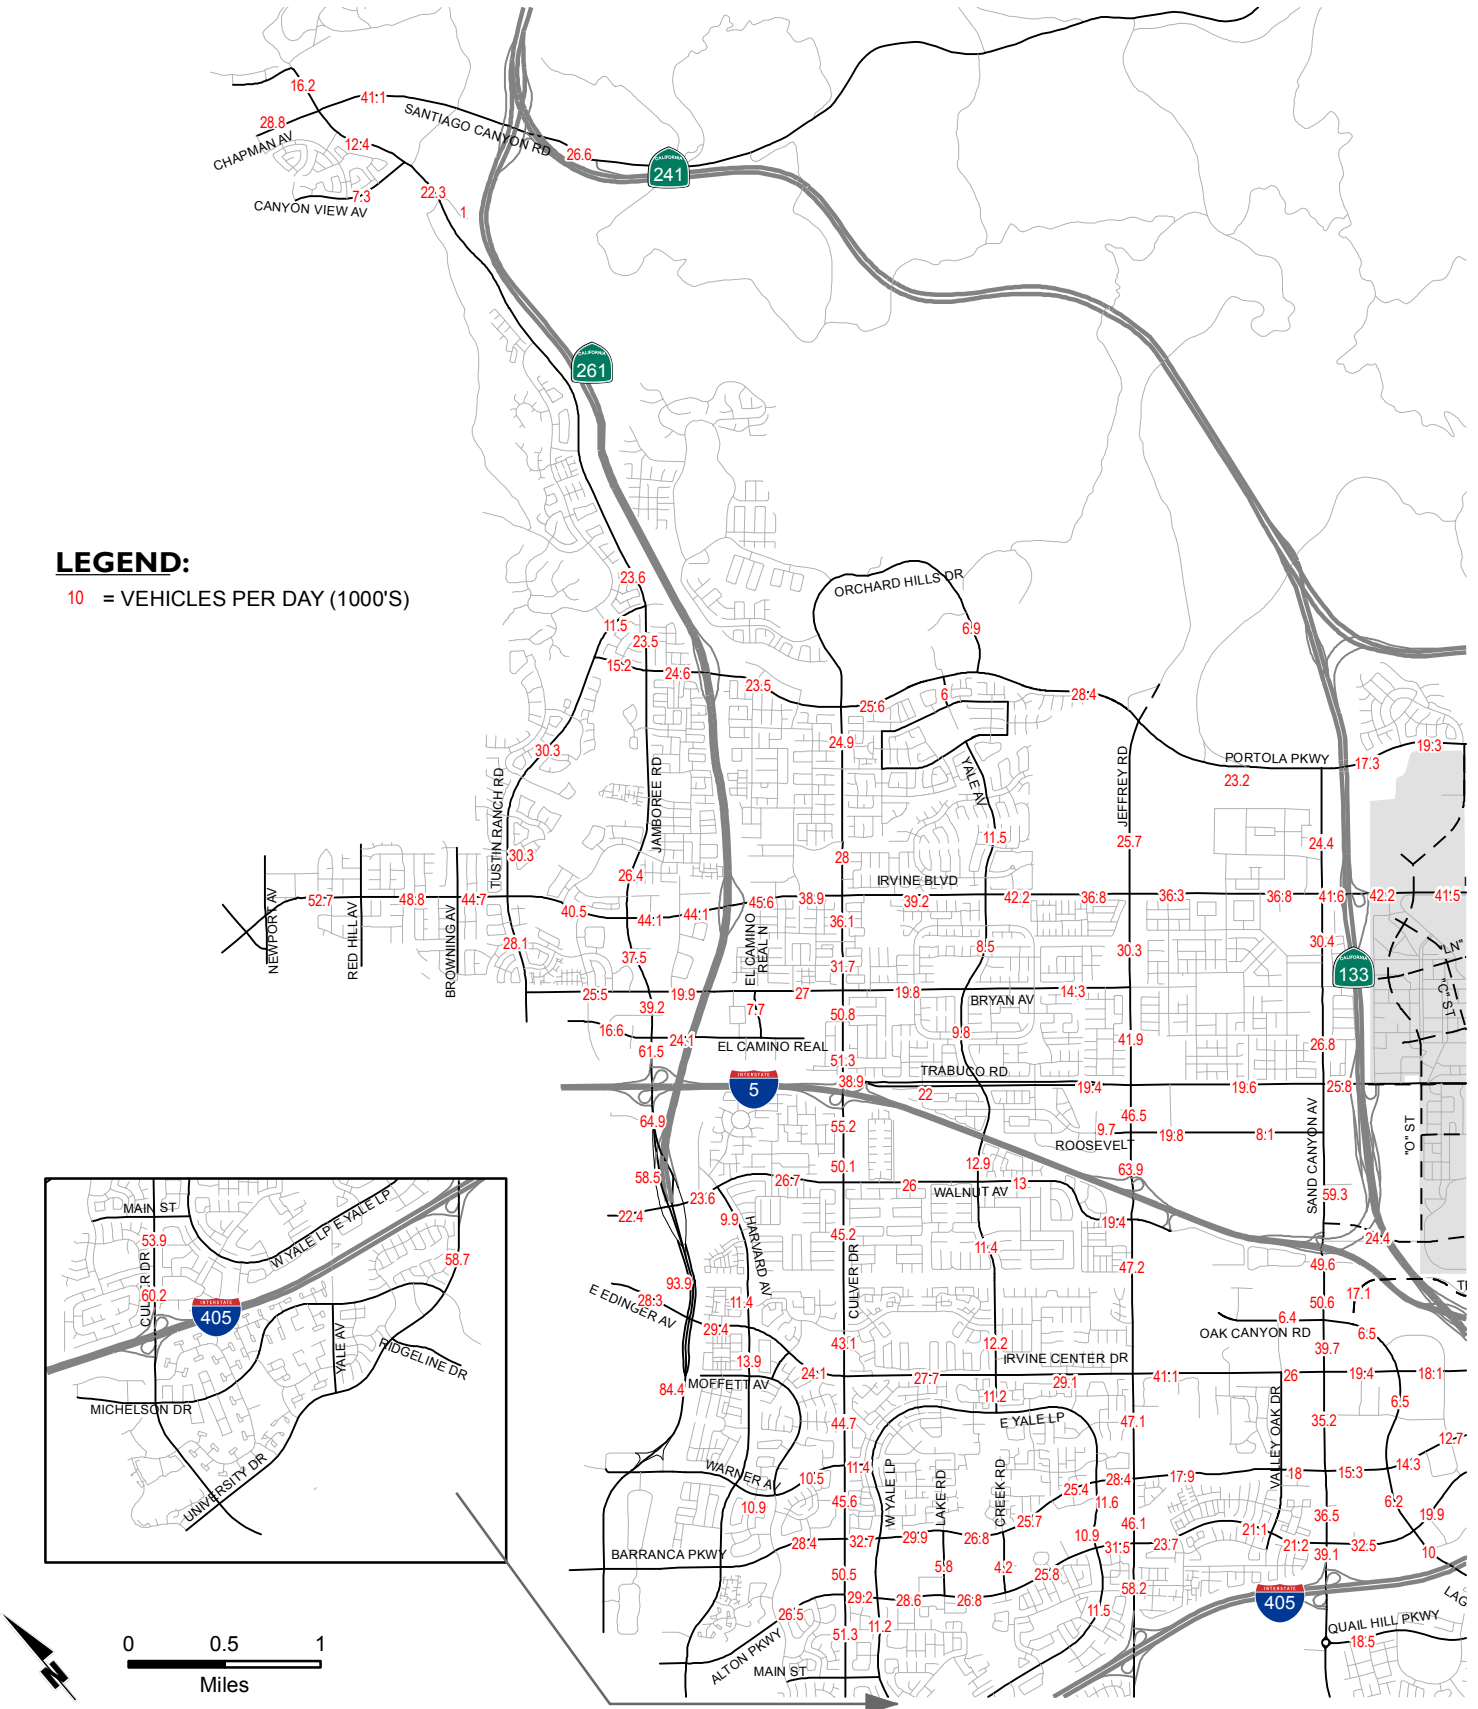 16.2
41.1
28.8
CHAPMAN AV
SANTIAGO CANYON RD
12.4
26.6
CALIFORNIA
241
7.3
22.3
CANYON VIEW AV
1
CALIFORNIA
261
LEGEND:
10 = VEHICLES PER DAY (1000'S)
23.6
ORCHARD HILLS DR
11.5
23.5
6.9
15.2
24.6
23.5
6
28.4
25.6
24.9
30.3
19.3
PORTOLA PKWY
17.3
23.2
TUSTIN RANCH RD
JAMBOREE RD
YALE AV
JEFFREY RD
11.5
25.7
24.4
30.3
28
26.4
IRVINE BLVD
52.7
48.8
44.7
40.5
44.1
44.1
45.6
38.9
39.2
42.2
36.8
36.3
36.8
41.6
42.2
41.5
NEWPORT AV
RED HILL AV
BROWNING AV
EL CAMINO
REAL N
36.1
28.1
8.5
30.3
30.4
LN"
37.5
31.7
CALIFORNIA
133
"C" ST
25.5
19.9
27
19.8
14.3
BRYAN AV
39.2
7.7
50.8
16.6
24.1
EL CAMINO REAL
9.8
41.9
26.8
61.5
51.3
TRABUCO RD
38.9
22
19.4
19.6
25.8
INTERSTATE
5
64.9
55.2
46.5
9.7
19.8
8.1
ROOSEVELT
SAND CANYON AV
"O" ST
58.5
50.1
12.9
63.9
26.7
26
WALNUT AV
13
59.3
23.6
22.4
9.9
HARVARD AV
19.4
45.2
11.4
24.4
CULVER DR
47.2
49.6
93.9
28.3
E EDINGER AV
11.4
17.1
50.6
29.4
6.4
OAK CANYON RD
6.5
43.1
12.2
39.7
13.9
24.1
IRVINE CENTER DR
27.7
29.1
41.1
26
19.4
18.1
84.4
MOFFETT AV
11.2
6.5
44.7
E YALE LP
47.1
VALLEY OAK DR
35.2
12.7
WARNER AV
10.5
11.4
W YALE LP
LAKE RD
CREEK RD
28.4
17.9
18
15.3
14.3
25.4
10.9
45.6
11.6
6.2
25.7
46.1
36.5
19.9
28.4
32.7
29.9
26.8
10.9
31.5
23.7
21.1
21.2
32.5
BARRANCA PKWY
39.1
10
50.5
5.8
4.2
25.8
58.2
29.2
28.6
26.8
INTERSTATE
405
LAG
26.5
11.2
11.5
51.3
ALTON PKWY
MAIN ST
QUAIL HILL PKWY
18.5
MAIN ST
W YALE LP
E YALE LP
53.9
58.7
CULVER DR
60.2
INTERSTATE
405
YALE AV
RIDGELINE DR
MICHELSON DR
UNIVERSITY DR
N
0 0.5 1
Miles